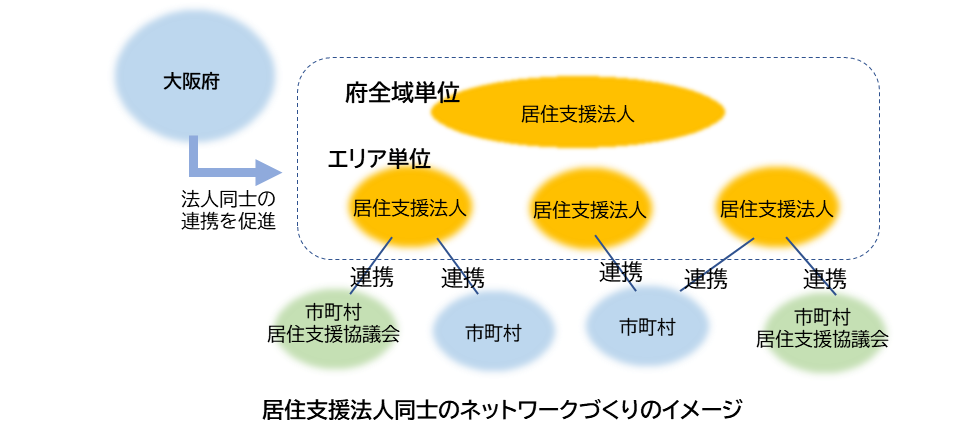 大阪府
府全域単位
居住支援法人
エリア単位
法人同士の
連携を促進
居住支援法人
居住支援法人
居住支援法人
連携
連携
連携
連携
連携
市町村
居住支援協議会
市町村
市町村
市町村
居住支援協議会
居住支援法人同士のネットワークづくりのイメージ